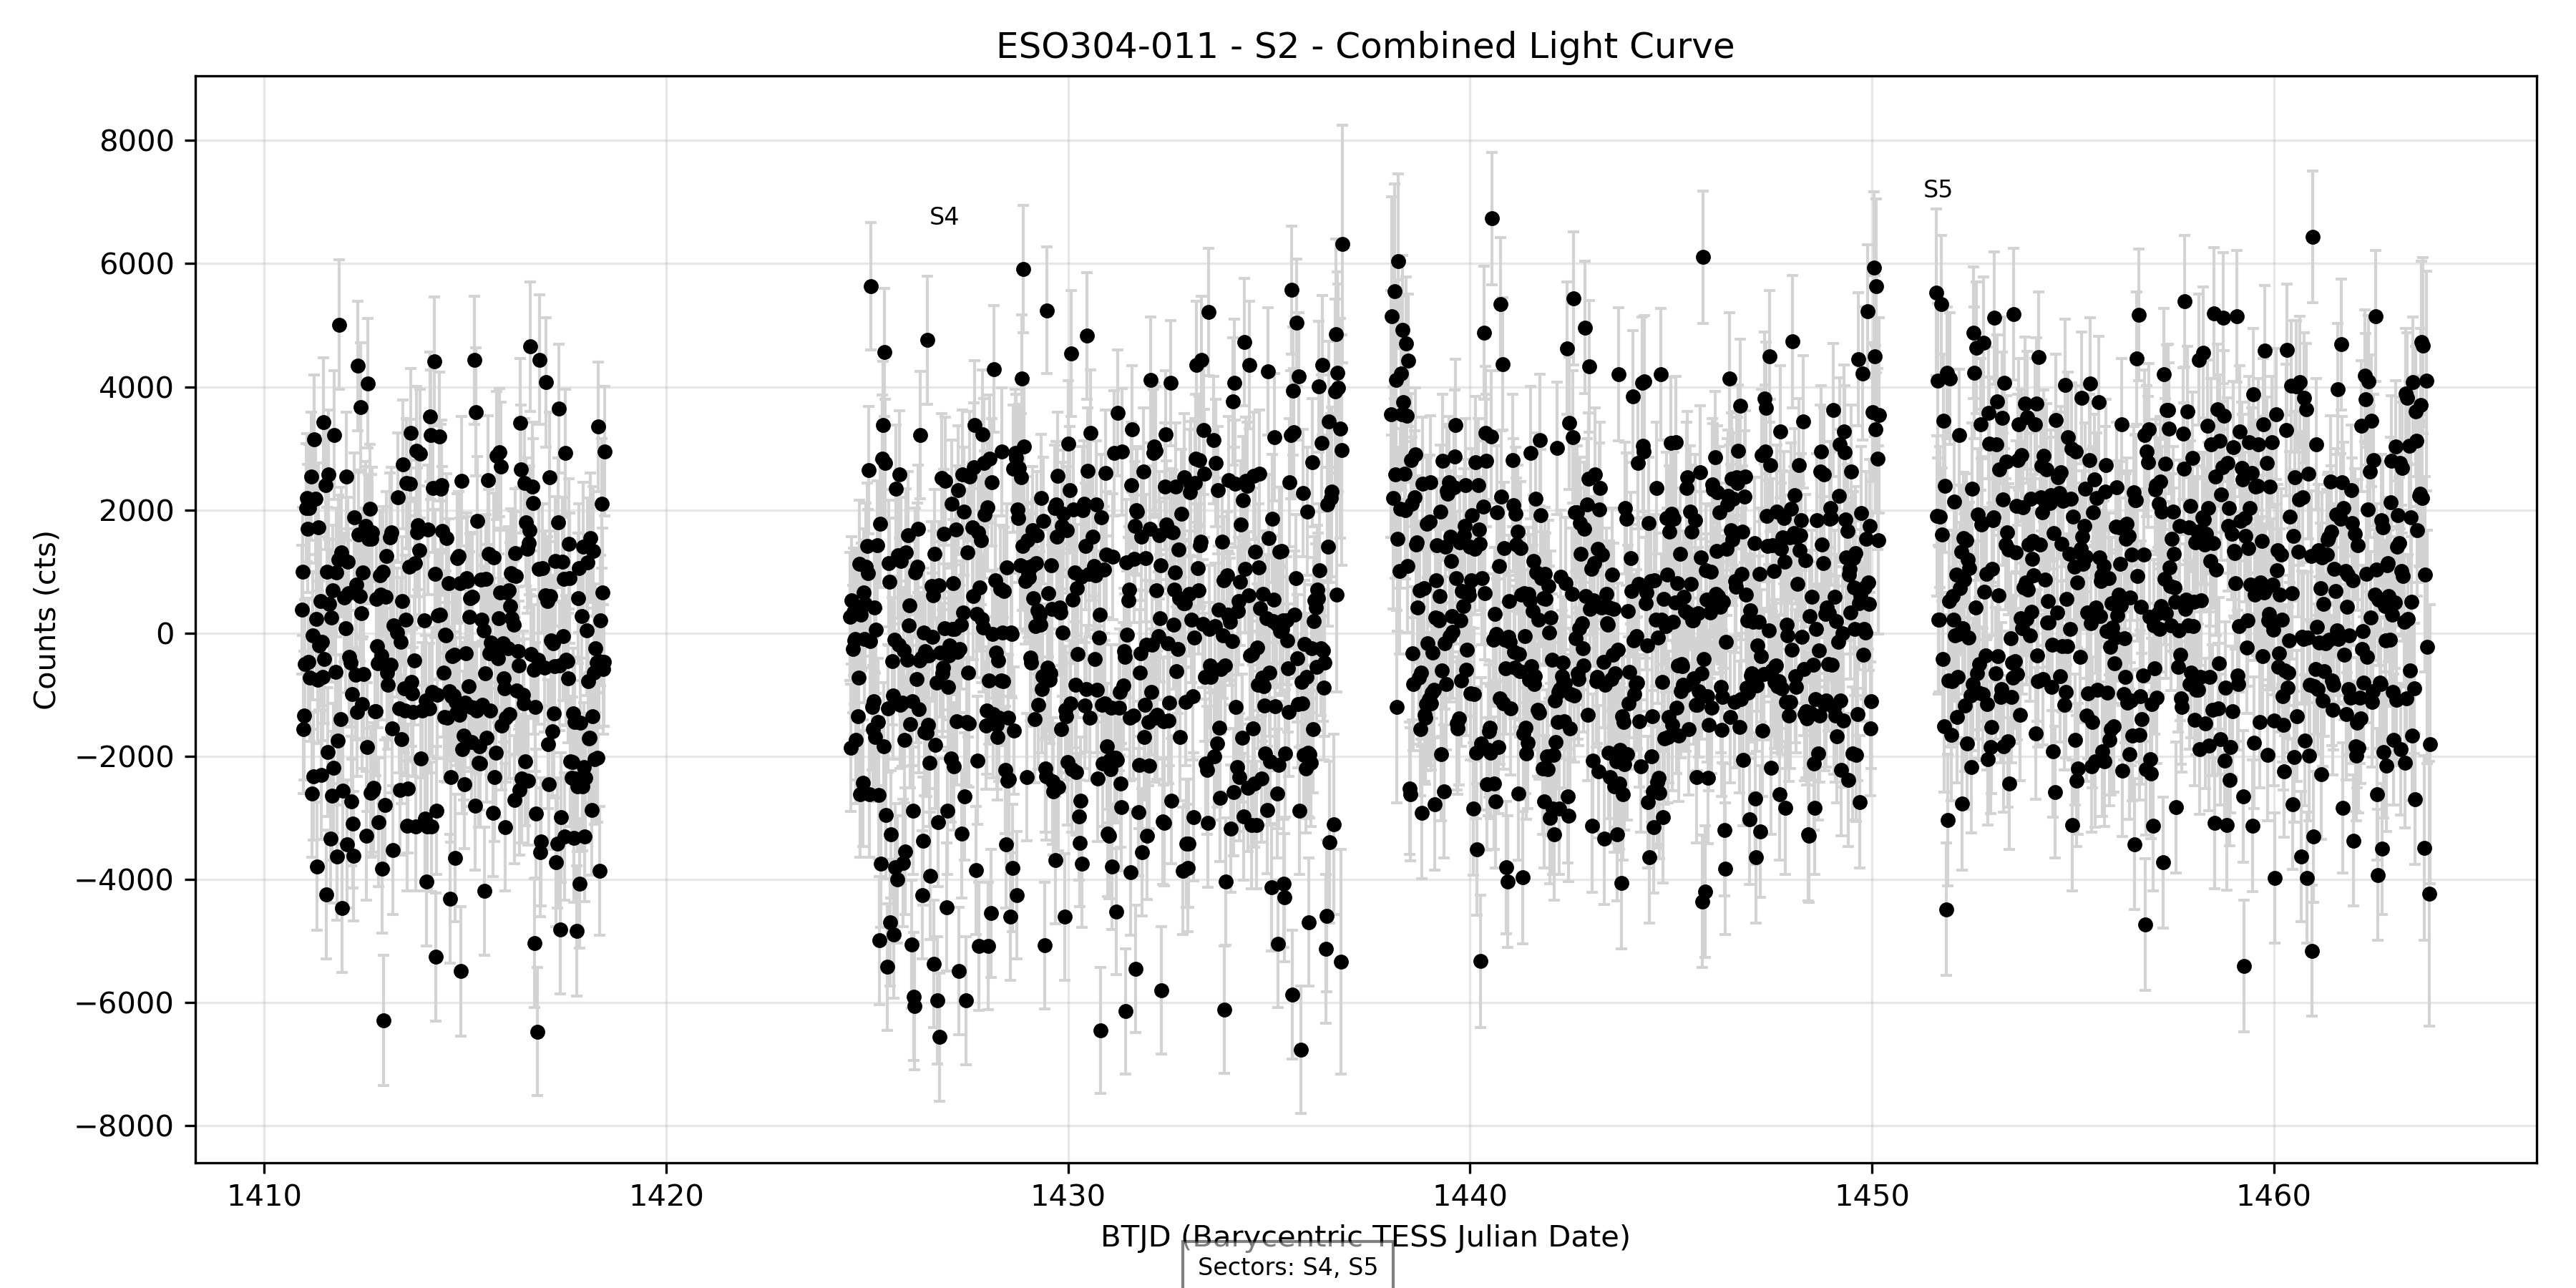 ESO304-011 - S2 - Combined Light Curve
8000
6000
4000
2000
0
−2000
−4000
−6000
−8000
Counts (cts)
S4
S5
1410
1420
1430
1440
1450
1460
BTJD (Barycentric TESS Julian Date)
Sectors: S4, S5